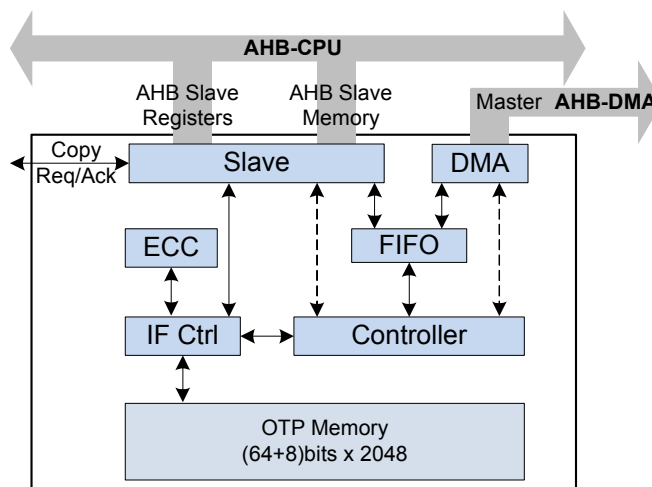 AHB-CPU
AHB Slave
Registers
AHB Slave
Memory
Master AHB-DMA
Copy
Req/Ack
Slave
DMA
ECC
FIFO
IF Ctrl
Controller
OTP Memory
(64+8)bits x 2048